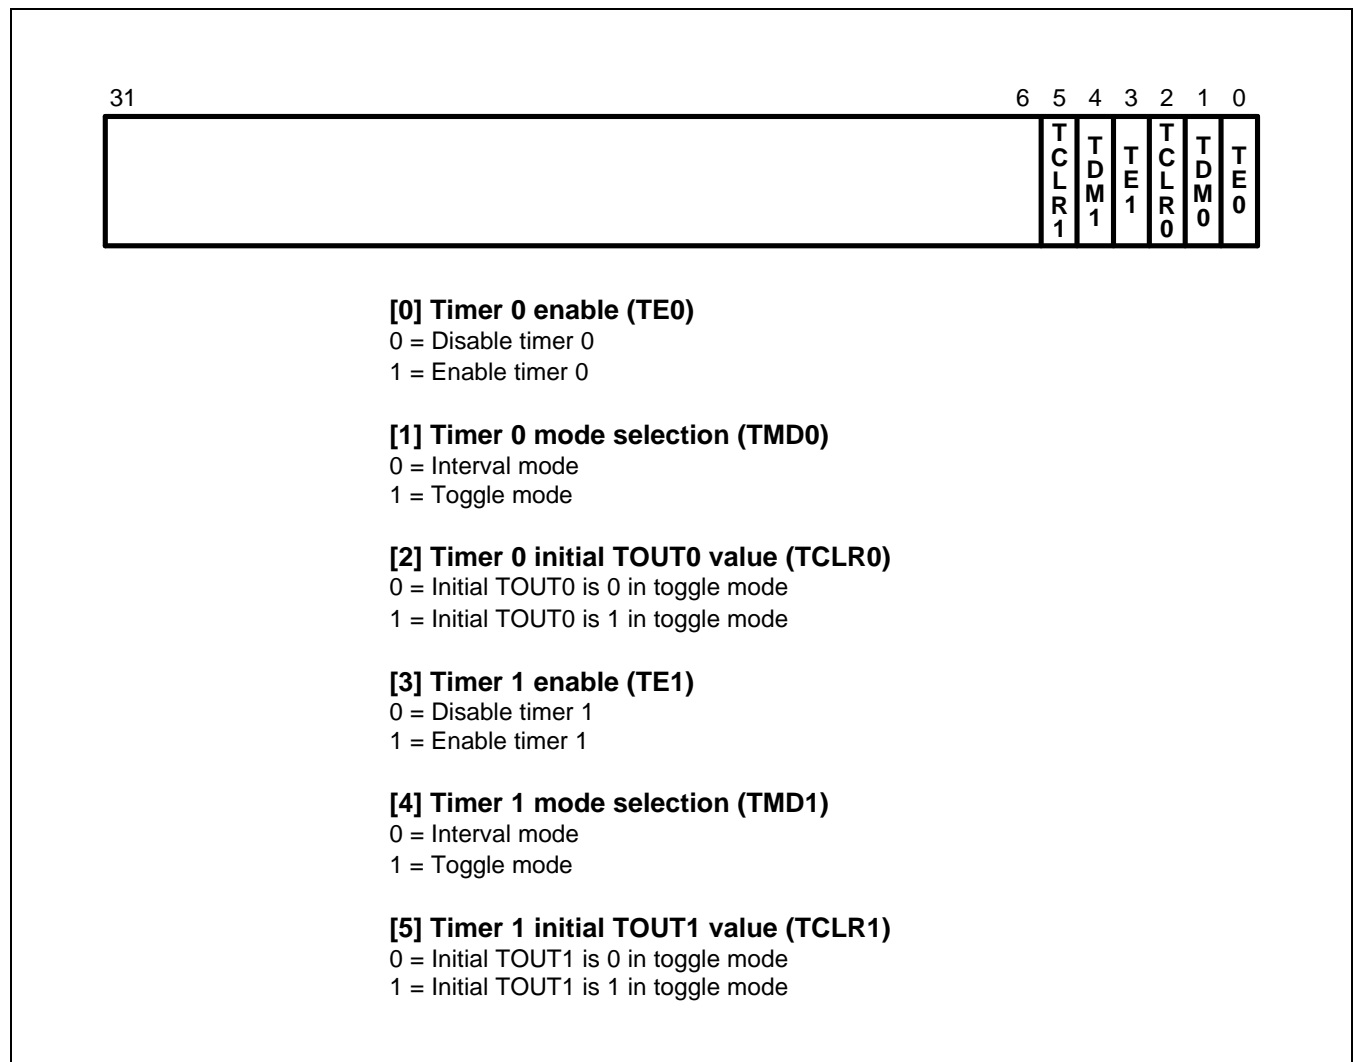 31 6 5 4 3 2 1 0
TCLR1 TDM1 TE1 TCLR0 TDM0 TE0
[0] Timer 0 enable (TE0)
0 = Disable timer 0
1 = Enable timer 0
[1] Timer 0 mode selection (TMD0)
0 = Interval mode
1 = Toggle mode
[2] Timer 0 initial TOUT0 value (TCLR0)
0 = Initial TOUT0 is 0 in toggle mode
1 = Initial TOUT0 is 1 in toggle mode
[3] Timer 1 enable (TE1)
0 = Disable timer 1
1 = Enable timer 1
[4] Timer 1 mode selection (TMD1)
0 = Interval mode
1 = Toggle mode
[5] Timer 1 initial TOUT1 value (TCLR1)
0 = Initial TOUT1 is 0 in toggle mode
1 = Initial TOUT1 is 1 in toggle mode